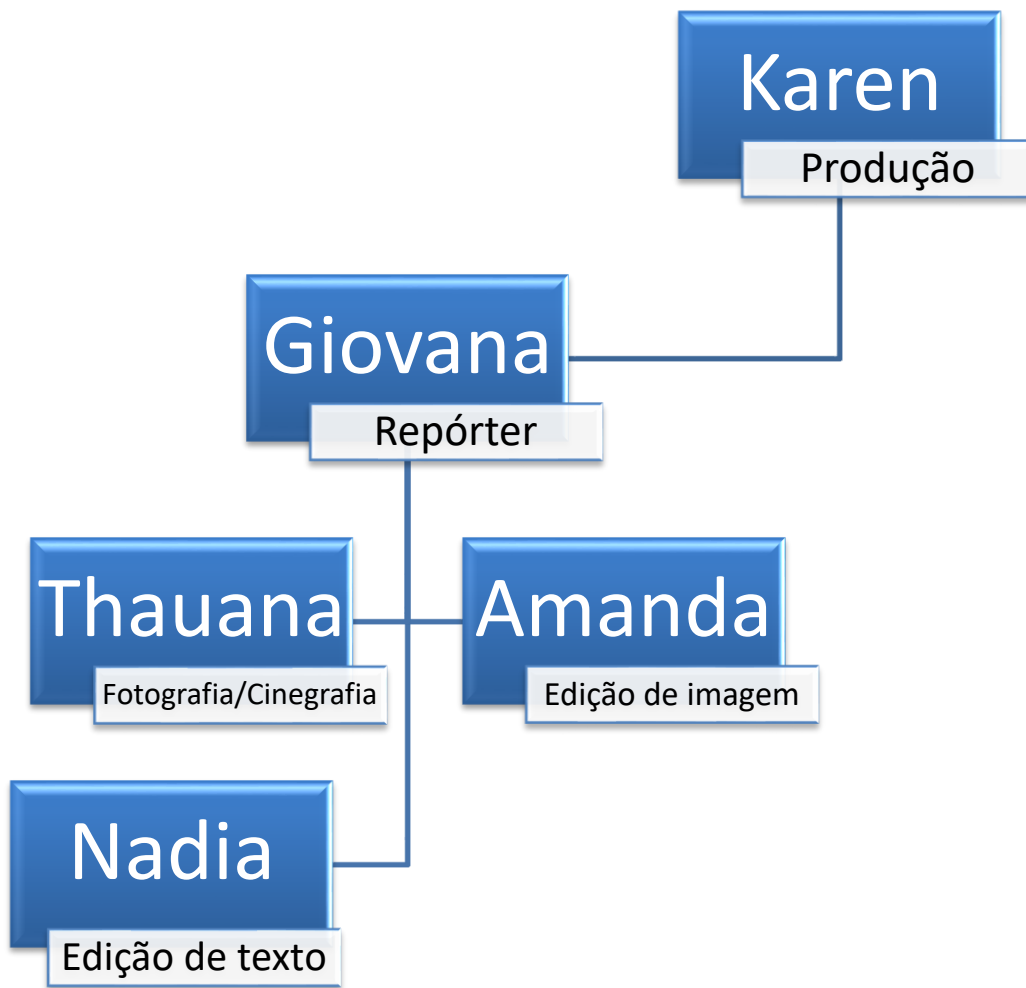 Karen
Produção
Giovana
Repórter
Thauana
Fotografia/Cinegrafia
Amanda
Edição de imagem
Nadia
Edição de texto